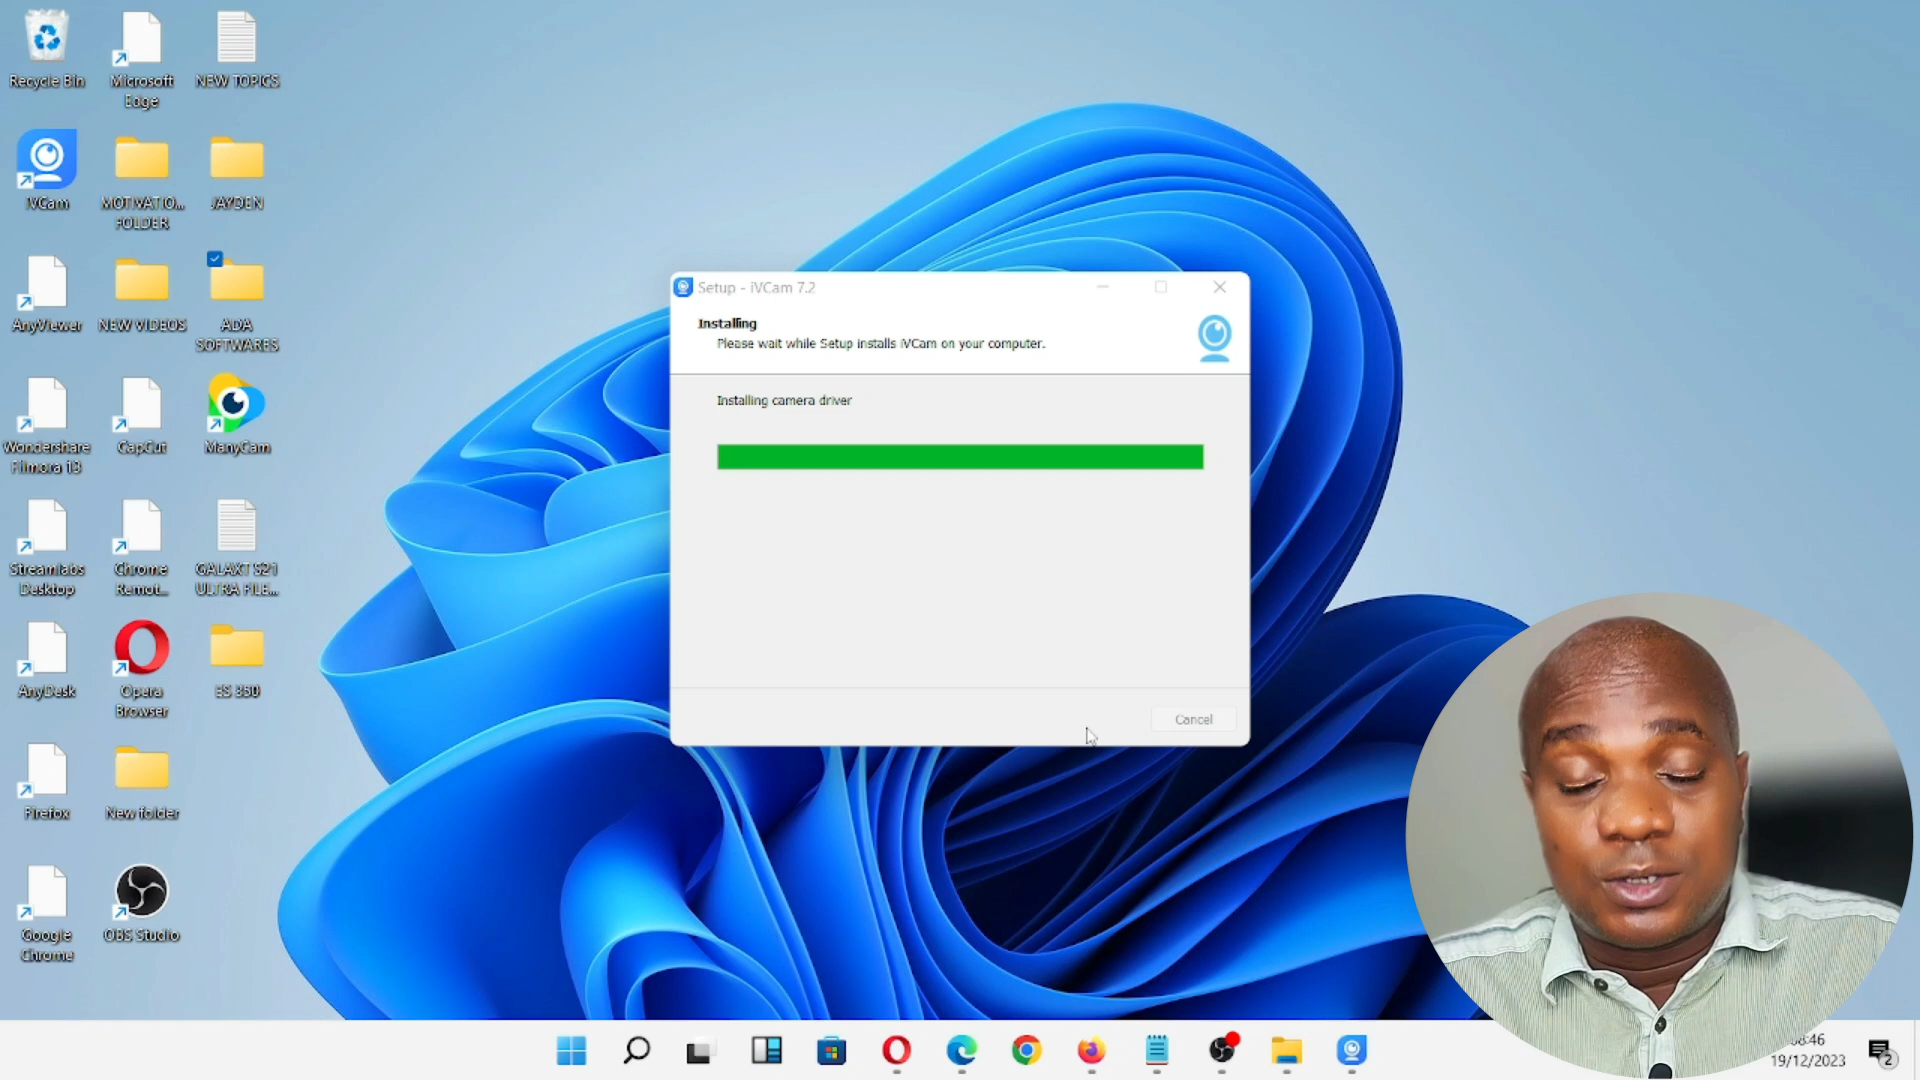 Recycle Bin
Microsoft
Edge
NEW TOPICS
iVCam
MOTIVATIO...
FOLDER
JAYDEN
AnyViewer
NEW VIDEOS
ADA
SOFTWARES
Wondershare
Filmora 13
CapCut
ManyCam
Streamlabs
Desktop
Chrome
Remot...
GALAXY S21
ULTRA FILE...
AnyDesk
Opera
Browser
ES 350
Firefox
New folder
Google
Chrome
OBS Studio
Setup - iVCam 7.2
Installing
Please wait while Setup installs iVCam on your computer.
Installing camera driver
Cancel
08:46
19/12/2023
2